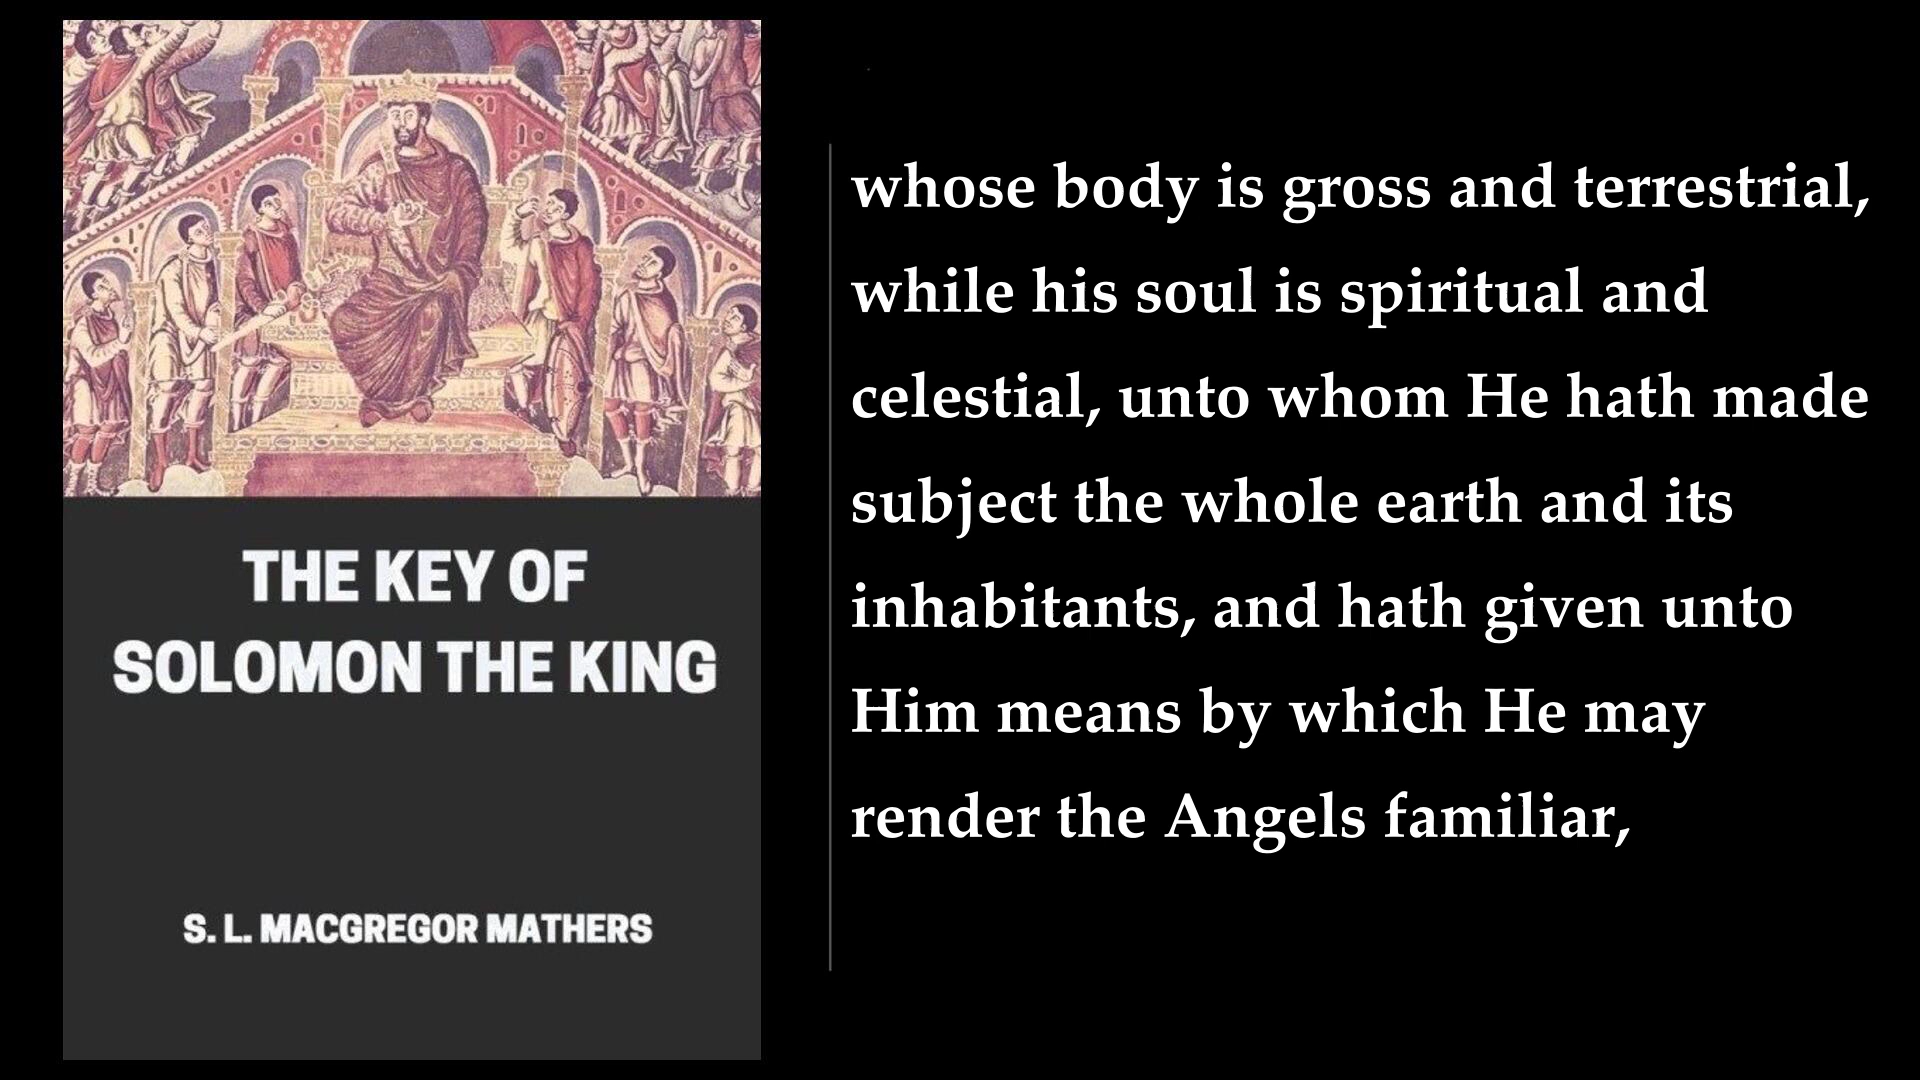 THE KEY OF
SOLOMON THE KING
S. L. MACGREGOR MATHERS
whose body is gross and terrestrial,
while his soul is spiritual and
celestial, unto whom He hath made
subject the whole earth and its
inhabitants, and hath given unto
Him means by which He may
render the Angels familiar,